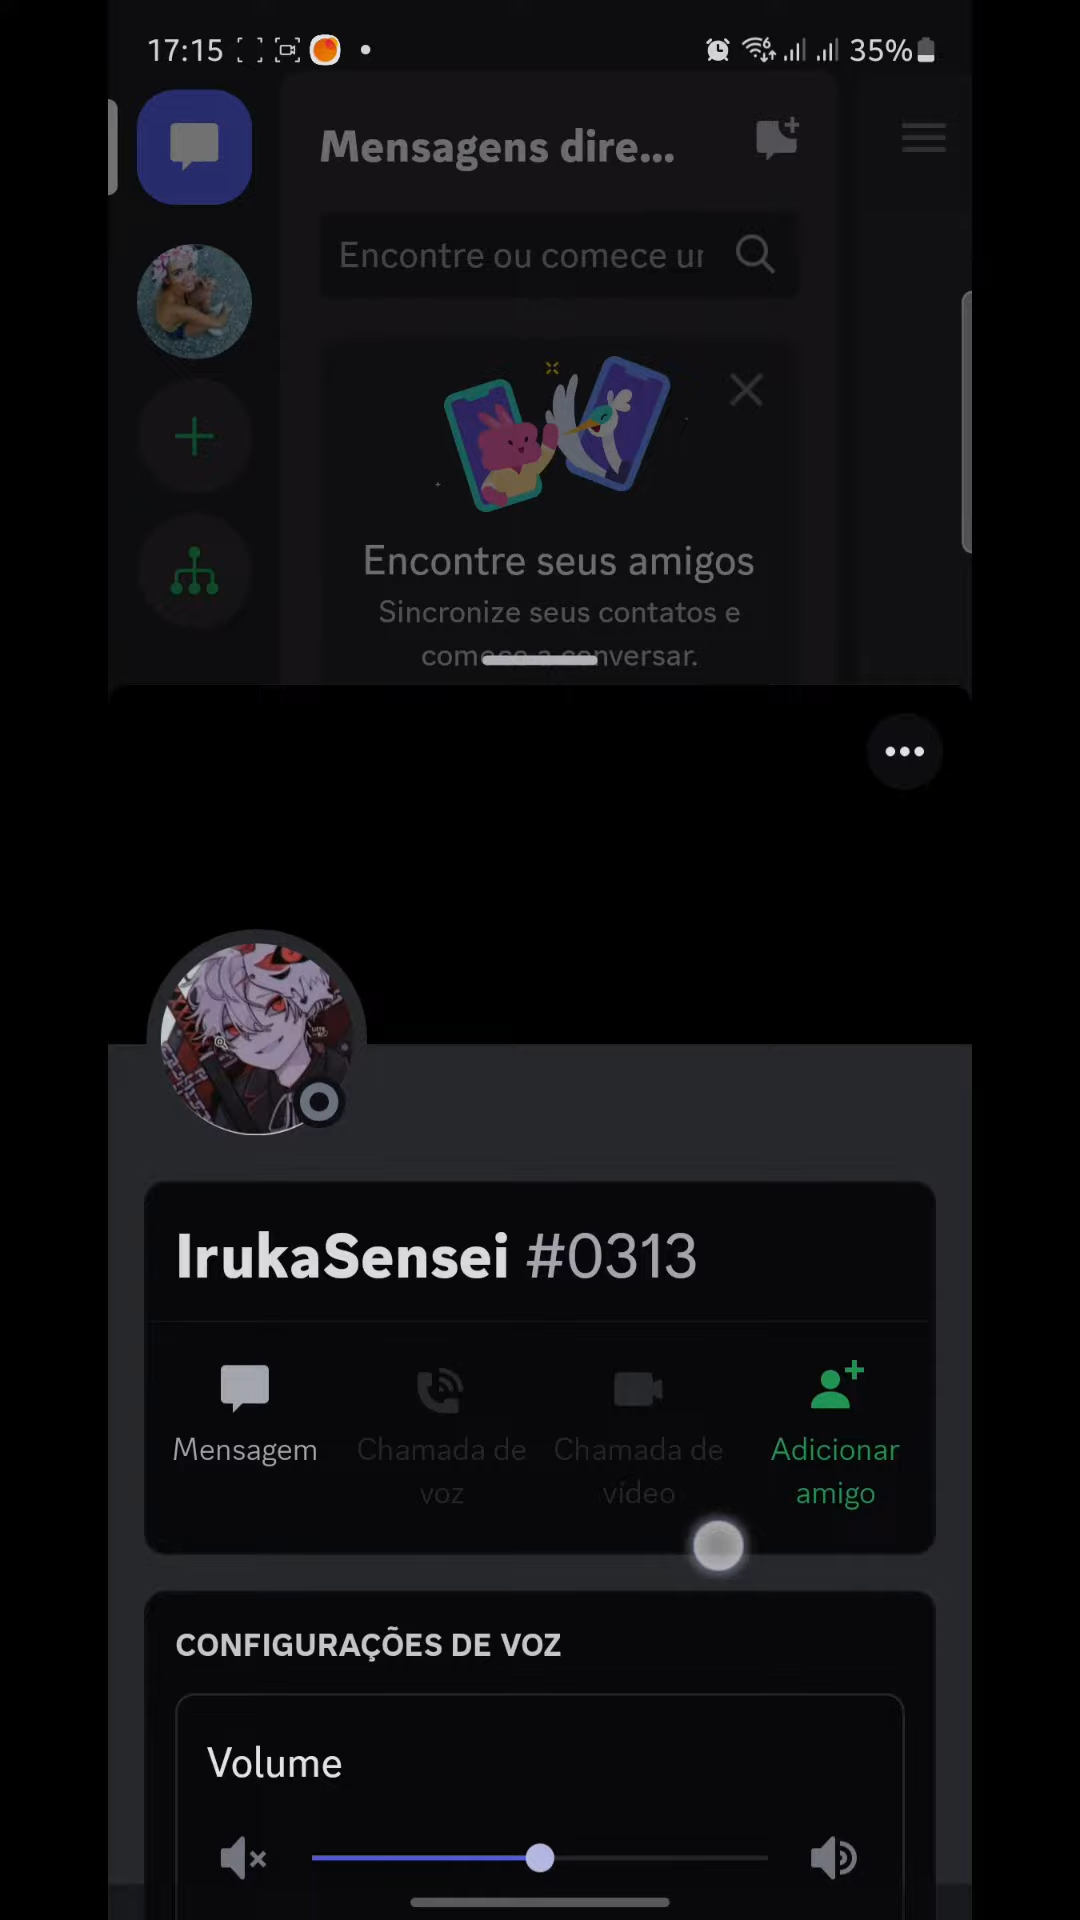 17:15
35%
Mensagens dire...
Encontre ou comece ur
Encontre seus amigos
Sincronize seus contatos e
comece a conversar.
IrukaSensei #0313
Mensagem
Chamada de
voz
Chamada de
vídeo
Adicionar
amigo
CONFIGURAÇÕES DE VOZ
Volume